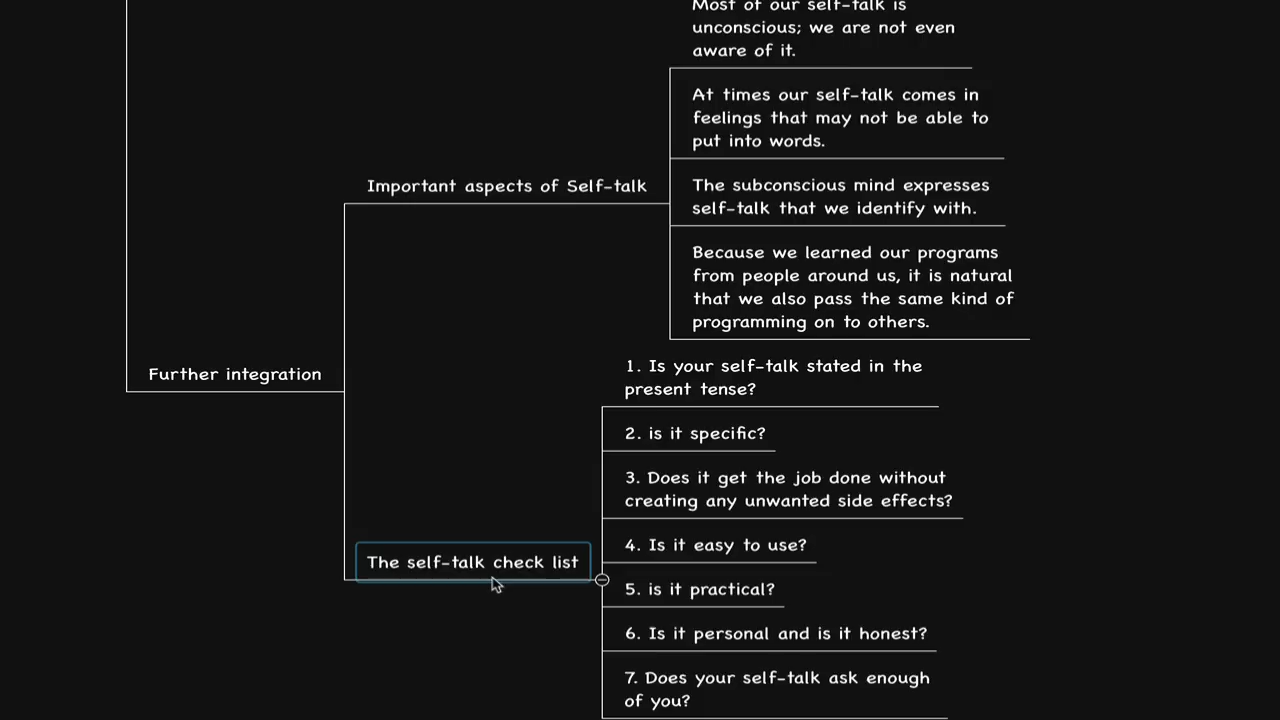 Most of our self-talk is
unconscious; we are not even
aware of it.
At times our self-talk comes in
feelings that may not be able to
put into words.
Important aspects of Self-talk
The subconscious mind expresses
self-talk that we identify with.
Because we learned our programs
from people around us, it is natural
that we also pass the same kind of
programming on to others.
Further integration
1. Is your self-talk stated in the
present tense?
2. is it specific?
3. Does it get the job done without
creating any unwanted side effects?
The self-talk check list
4. Is it easy to use?
5. is it practical?
6. Is it personal and is it honest?
7. Does your self-talk ask enough
of you?